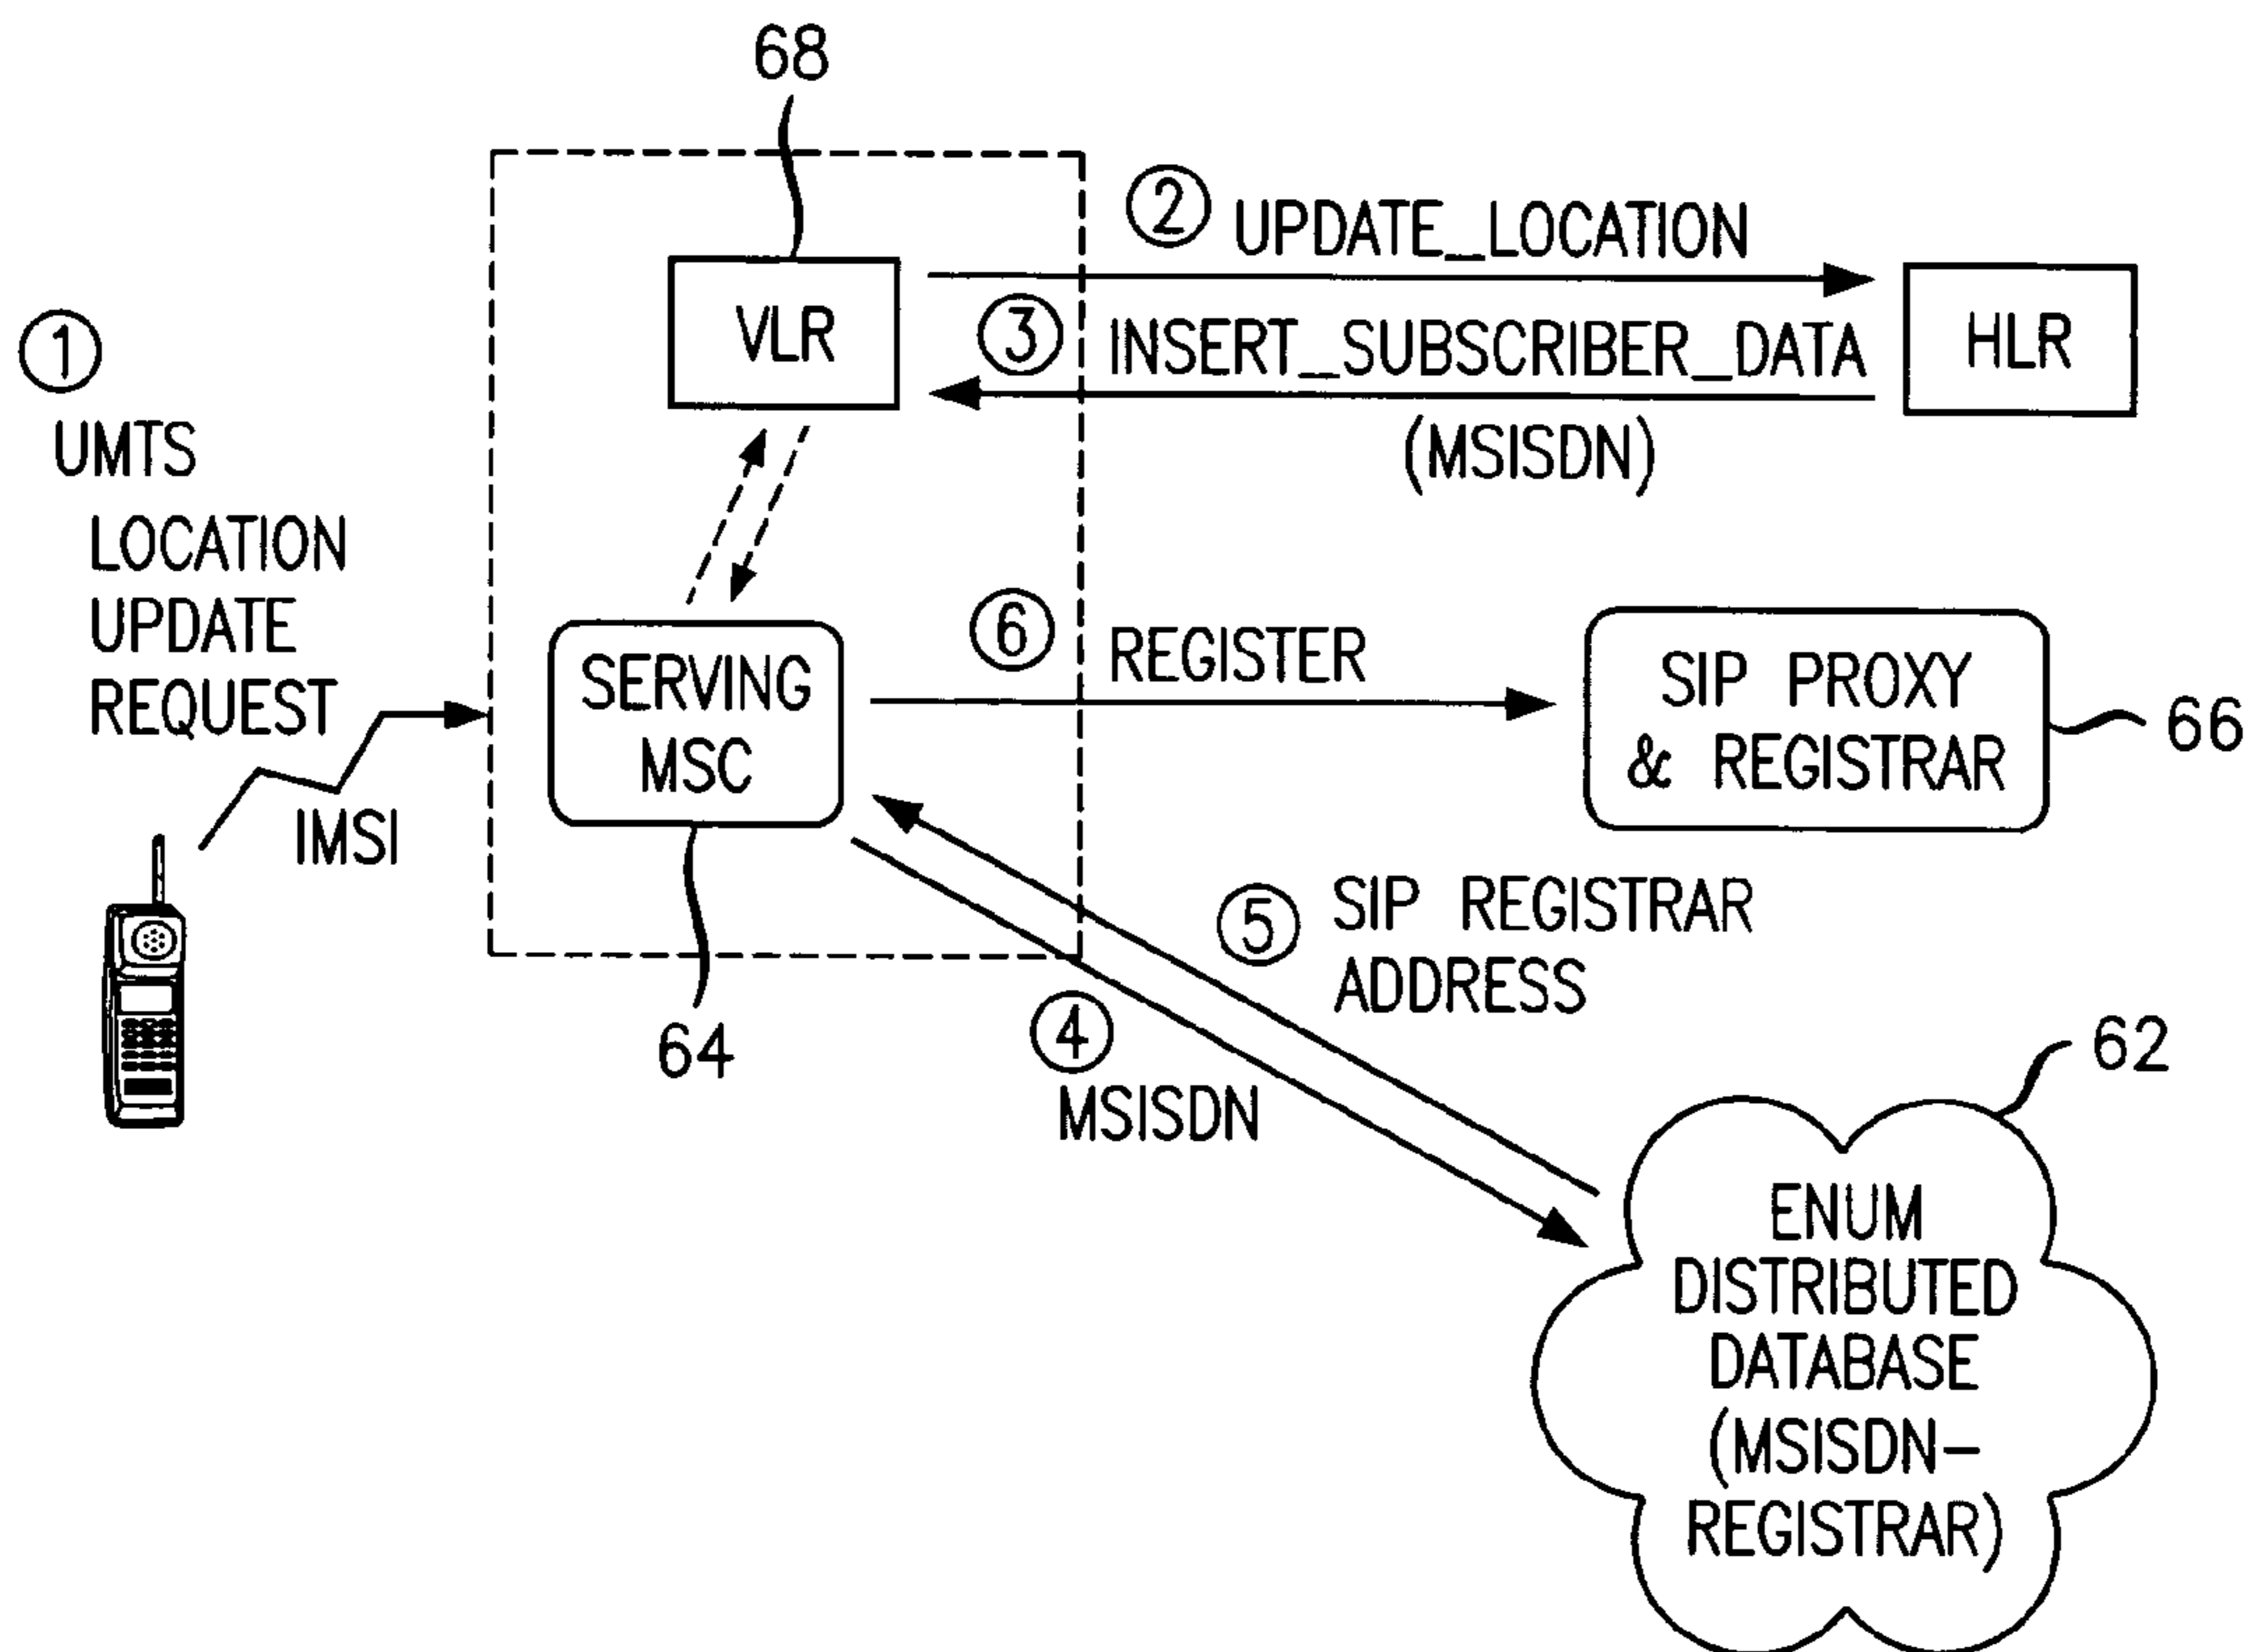 68
2 UPDATE_LOCATION
VLR
3 INSERT_SUBSCRIBER_DATA
(MSISDN)
HLR
1
UMTS
LOCATION
UPDATE
REQUEST
IMSI
SERVING
MSC
64
6 REGISTER
SIP PROXY
& REGISTRAR
66
5 SIP REGISTRAR
ADDRESS
4
MSISDN
62
ENUM
DISTRIBUTED
DATABASE
(MSISDN–
REGISTRAR)